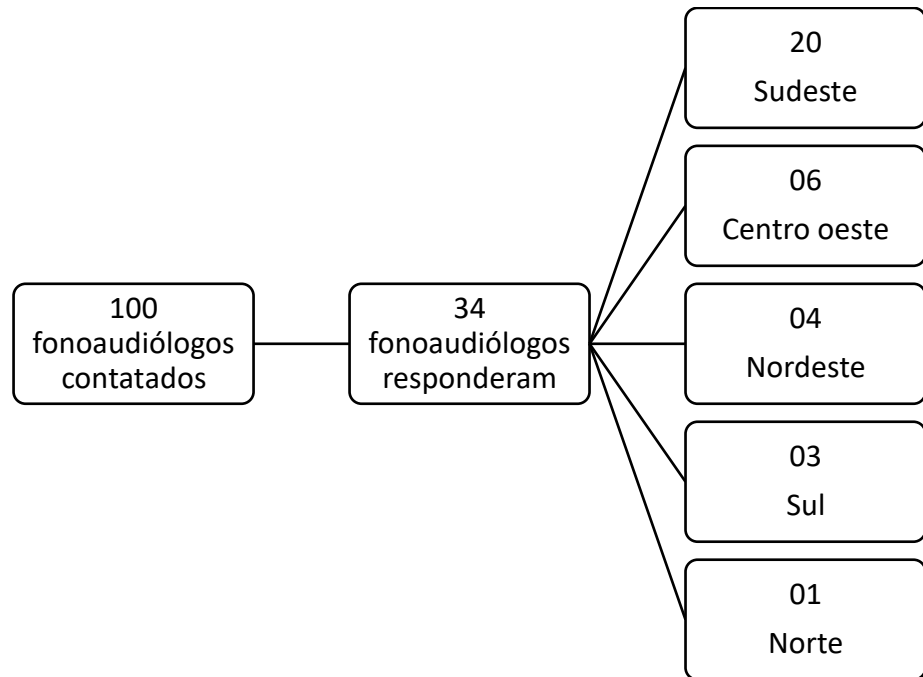 100
fonoaudiólogos
contatados
34
fonoaudiólogos
responderam
20
Sudeste
06
Centro oeste
04
Nordeste
03
Sul
01
Norte